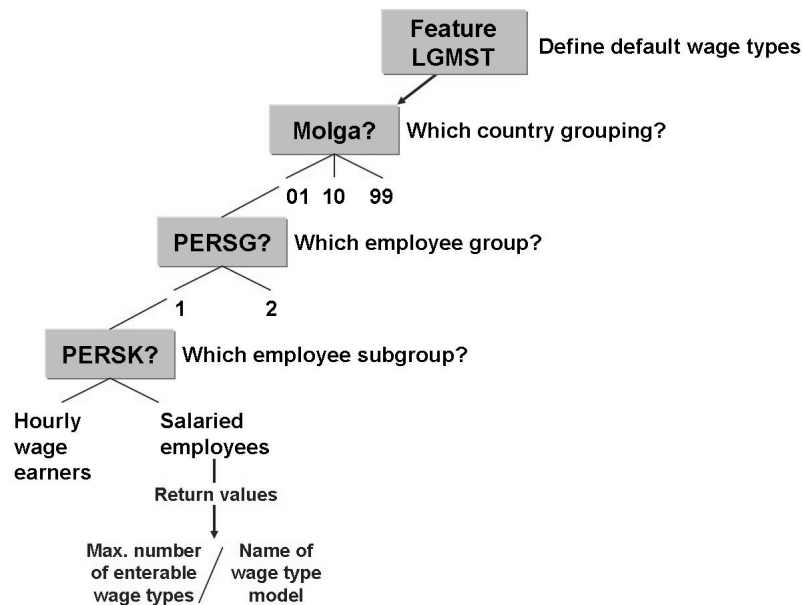 Feature
LGMST
Define default wage types
Molga?
Which country grouping?
01 10 99
PERSG?
Which employee group?
1 2
PERSK?
Which employee subgroup?
Hourly
wage
earners
Salaried
employees
Return values
Max. number
of enterable
wage types
/
Name of
wage type
model